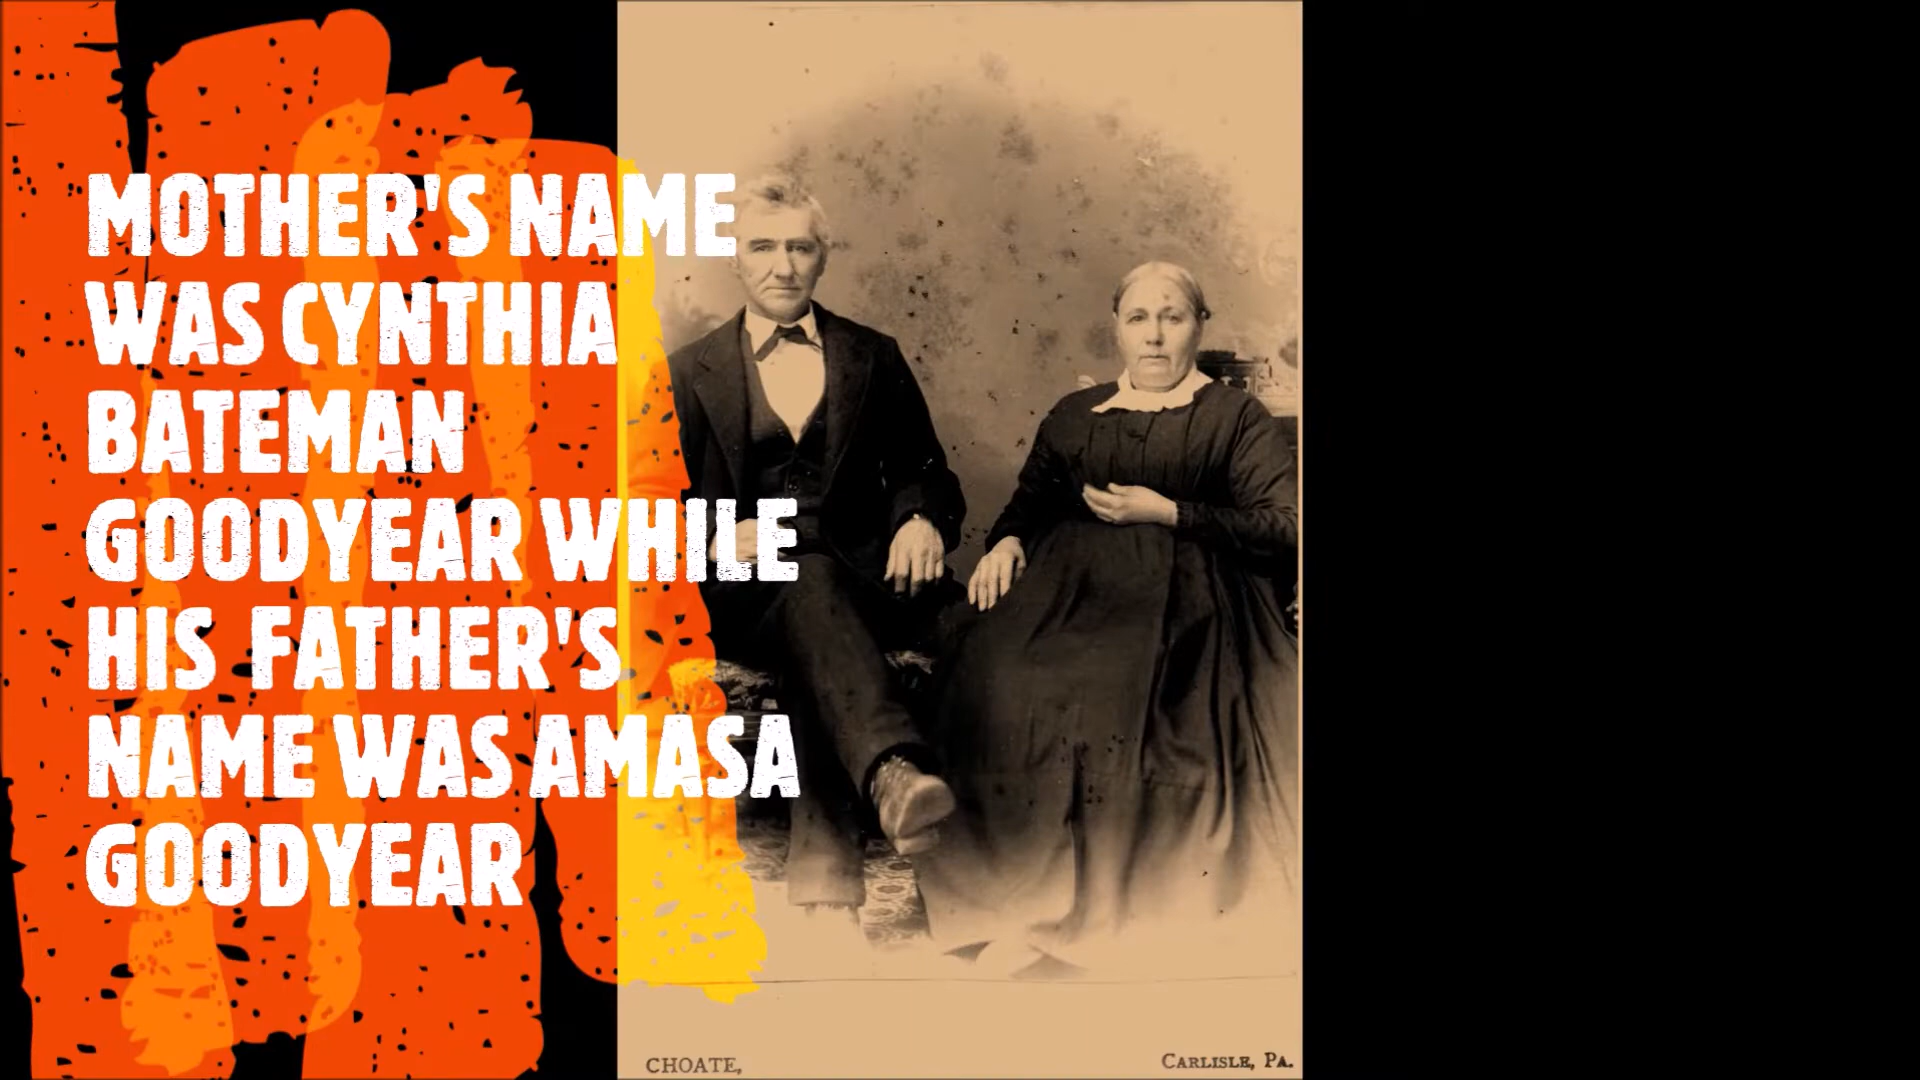 MOTHER'S NAME
WAS CYNTHIA
BATEMAN
GOODYEAR WHILE
HIS FATHER'S
NAME WAS AMASA
GOODYEAR
CHOATE,
CARLISLE, PA.